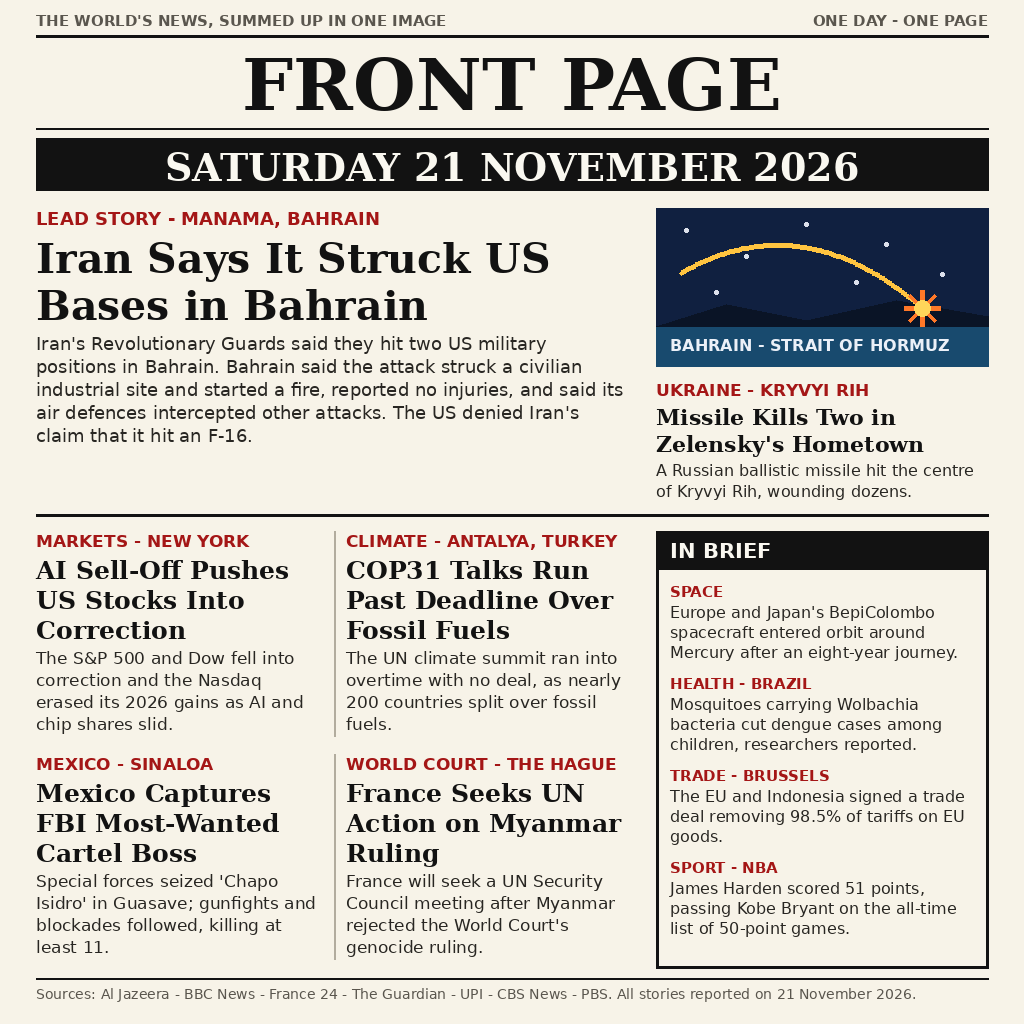 THE WORLD'S NEWS, SUMMED UP IN ONE IMAGE
ONE DAY - ONE PAGE
FRONT PAGE
SATURDAY 21 NOVEMBER 2026
LEAD STORY - MANAMA, BAHRAIN
Iran Says It Struck US
Bases in Bahrain
Iran's Revolutionary Guards said they hit two US military
positions in Bahrain. Bahrain said the attack struck a civilian
industrial site and started a fire, reported no injuries, and said its
air defences intercepted other attacks. The US denied Iran's
claim that it hit an F-16.
BAHRAIN - STRAIT OF HORMUZ
UKRAINE - KRYVYI RIH
Missile Kills Two in
Zelensky's Hometown
A Russian ballistic missile hit the centre
of Kryvyi Rih, wounding dozens.
MARKETS - NEW YORK
AI Sell-Off Pushes
US Stocks Into
Correction
The S&P 500 and Dow fell into
correction and the Nasdaq
erased its 2026 gains as AI and
chip shares slid.
CLIMATE - ANTALYA, TURKEY
COP31 Talks Run
Past Deadline Over
Fossil Fuels
The UN climate summit ran into
overtime with no deal, as nearly
200 countries split over fossil
fuels.
MEXICO - SINALOA
Mexico Captures
FBI Most-Wanted
Cartel Boss
Special forces seized 'Chapo
Isidro' in Guasave; gunfights and
blockades followed, killing at
least 11.
WORLD COURT - THE HAGUE
France Seeks UN
Action on Myanmar
Ruling
France will seek a UN Security
Council meeting after Myanmar
rejected the World Court's
genocide ruling.
IN BRIEF
SPACE
Europe and Japan's BepiColombo
spacecraft entered orbit around
Mercury after an eight-year journey.
HEALTH - BRAZIL
Mosquitoes carrying Wolbachia
bacteria cut dengue cases among
children, researchers reported.
TRADE - BRUSSELS
The EU and Indonesia signed a trade
deal removing 98.5% of tariffs on EU
goods.
SPORT - NBA
James Harden scored 51 points,
passing Kobe Bryant on the all-time
list of 50-point games.
Sources: Al Jazeera - BBC News - France 24 - The Guardian - UPI - CBS News - PBS. All stories reported on 21 November 2026.